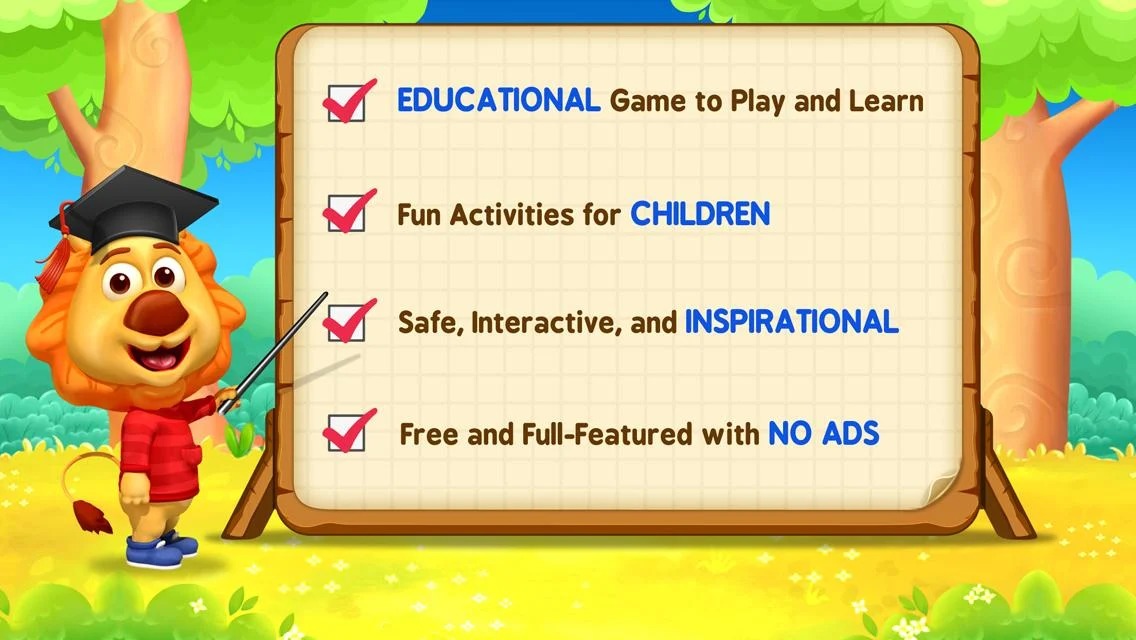 EDUCATIONAL Game to Play and Learn
Fun Activities for CHILDREN
Safe, Interactive, and INSPIRATIONAL
Free and Full-Featured with NO ADS